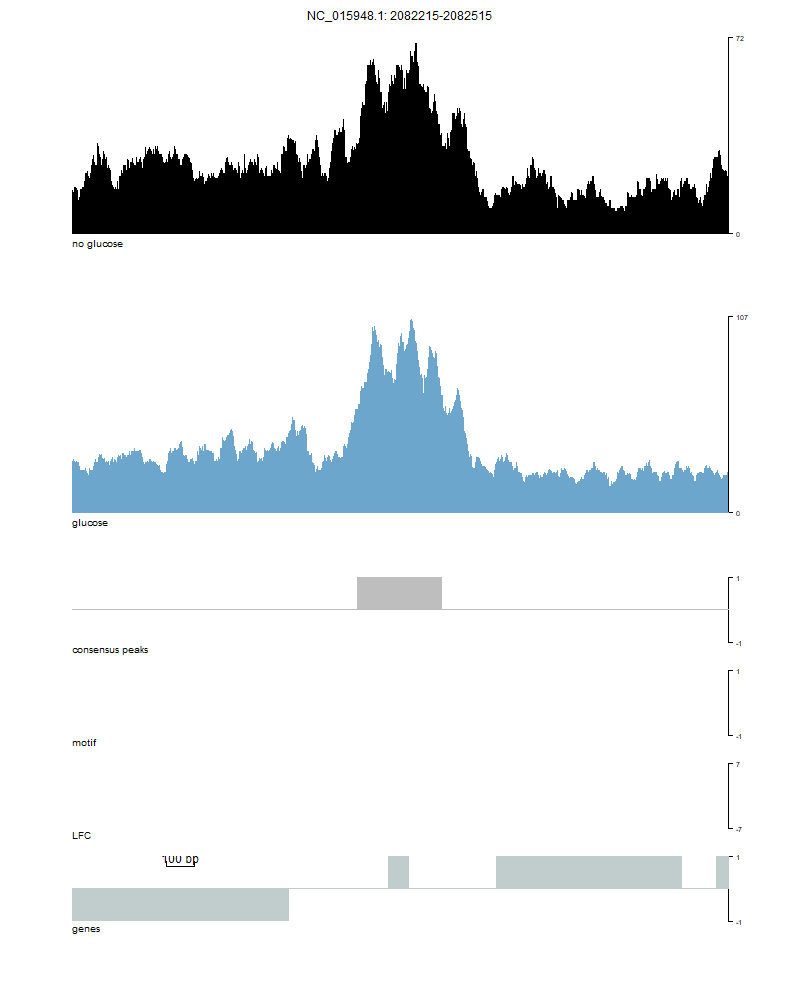 NC_015948.1: 2082215-2082515
72
0
no glucose
107
0
glucose
1
-1
consensus peaks
1
-1
motif
7
-7
LFC
100 bp
1
-1
genes